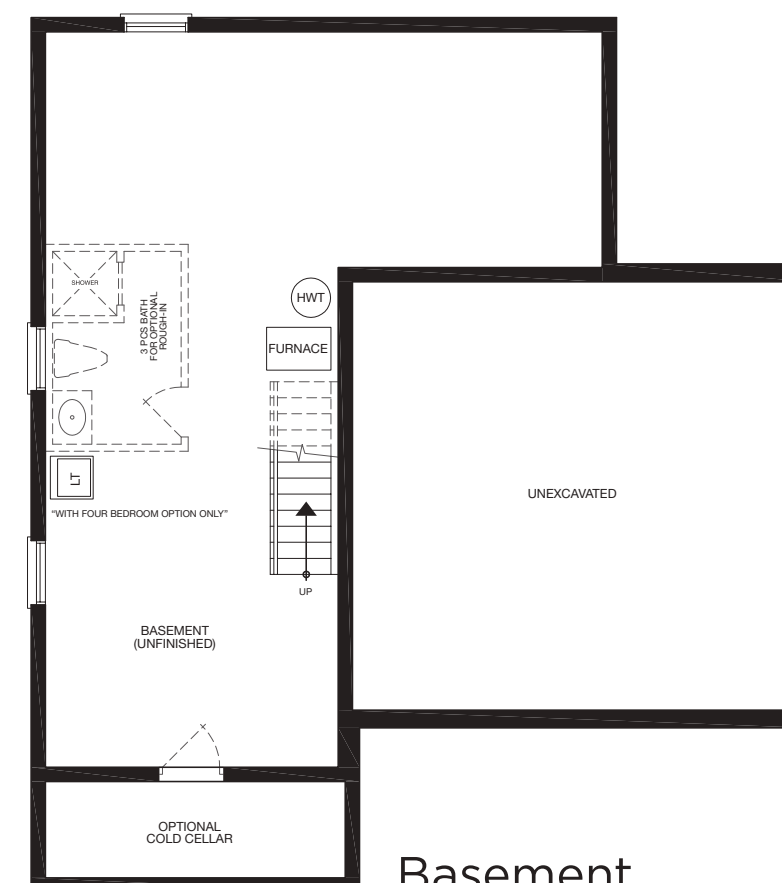 SHOWER
3 PCS BATH
FOR OPTIONAL
ROUGH-IN
HWT
FURNACE
LT
"WITH FOUR BEDROOM OPTION ONLY"
UNEXCAVATED
UP
BASEMENT
(UNFINISHED)
OPTIONAL
COLD CELLAR
Basement